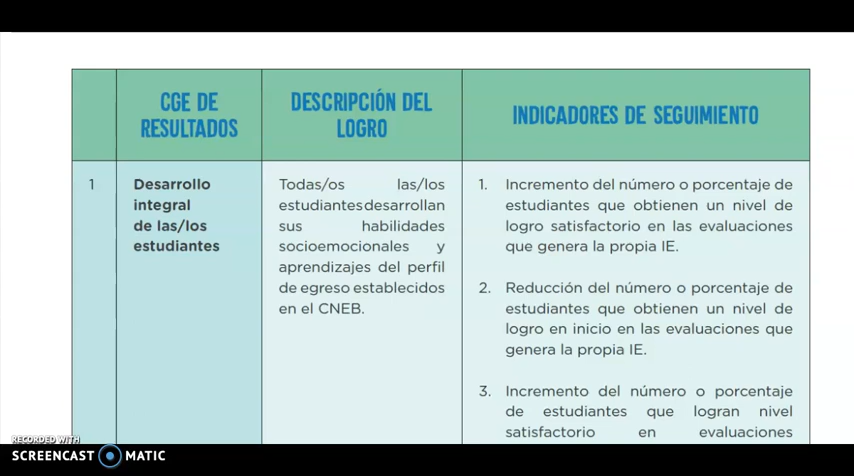 CGE DE
RESULTADOS
DESCRIPCIÓN DEL
LOGRO
INDICADORES DE SEGUIMIENTO
1
Desarrollo
integral
de las/los
estudiantes
Todas/os las/los
estudiantes desarrollan
sus habilidades
socioemocionales y
aprendizajes del perfil
de egreso establecidos
en el CNEB.
1. Incremento del número o porcentaje de
estudiantes que obtienen un nivel de
logro satisfactorio en las evaluaciones
que genera la propia IE.
2. Reducción del número o porcentaje de
estudiantes que obtienen un nivel de
logro en inicio en las evaluaciones que
genera la propia IE.
3. Incremento del número o porcentaje
de estudiantes que logran nivel
satisfactorio en evaluaciones
RECORDED WITH
SCREENCAST MATIC